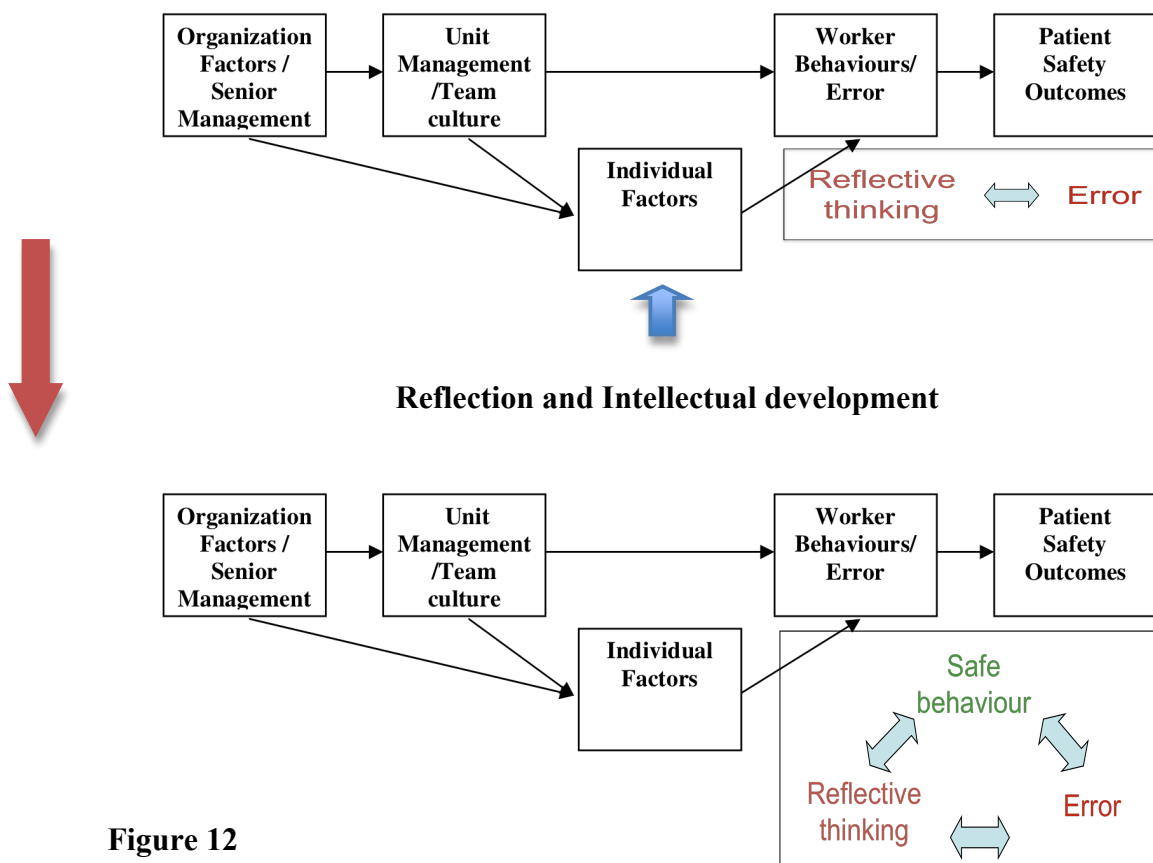 Organization
Factors /
Senior
Management
Unit
Management
/Team
culture
Worker
Behaviours/
Error
Patient
Safety
Outcomes
Individual
Factors
Reflective
thinking
Error
Reflection and Intellectual development
Organization
Factors /
Senior
Management
Unit
Management
/Team
culture
Worker
Behaviours/
Error
Patient
Safety
Outcomes
Individual
Factors
Safe
behaviour
Reflective
thinking
Error
Figure 12